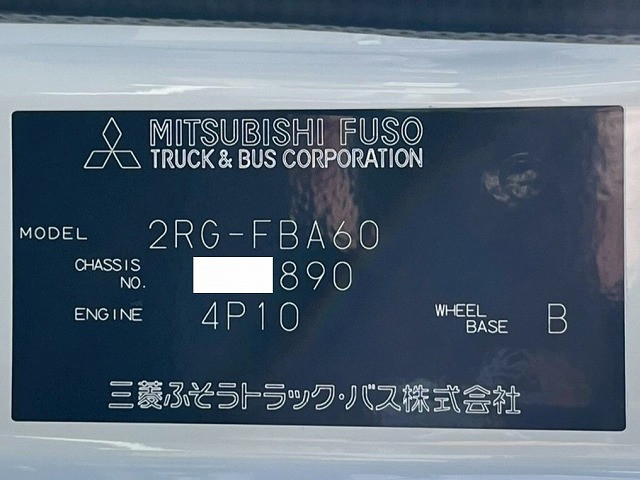 MITSUBISHI FUSO
TRUCK & BUS CORPORATION
MODEL 2RG-FBA60
CHASSIS NO. 890
ENGINE 4P10
WHEEL BASE B
三菱ふそうトラック・バス株式会社